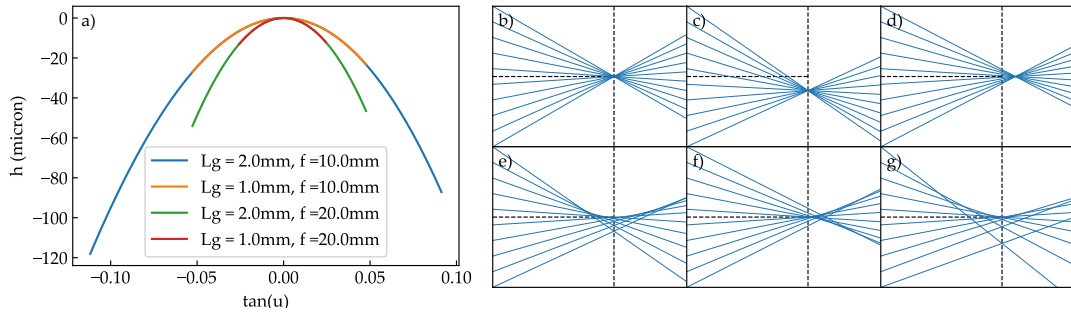 a)
h (micron)
0
−20
−40
−60
−80
−100
−120
Lg = 2.0mm, f =10.0mm
Lg = 1.0mm, f =10.0mm
Lg = 2.0mm, f =20.0mm
Lg = 1.0mm, f =20.0mm
−0.10 −0.05 0.00 0.05 0.10
tan(u)
b) c) d)
e) f) g)